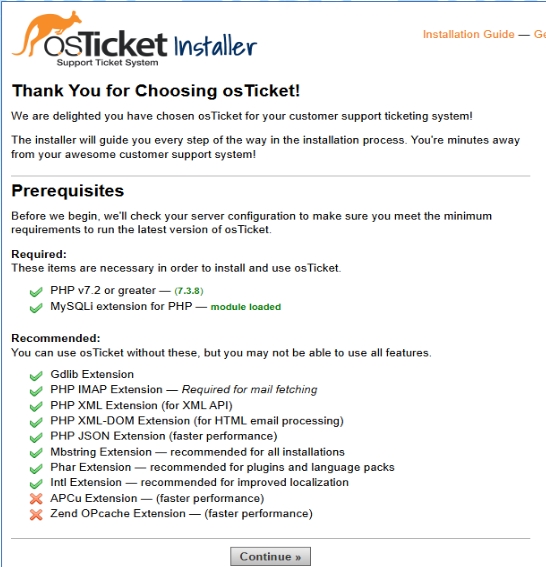 osTicket Installer
Support Ticket System
Installation Guide — Ge
Thank You for Choosing osTicket!
We are delighted you have chosen osTicket for your customer support ticketing system!
The installer will guide you every step of the way in the installation process. You're minutes away
from your awesome customer support system!
Prerequisites
Before we begin, we'll check your server configuration to make sure you meet the minimum
requirements to run the latest version of osTicket.
Required:
These items are necessary in order to install and use osTicket.
PHP v7.2 or greater — (7.3.8)
MySQLi extension for PHP — module loaded
Recommended:
You can use osTicket without these, but you may not be able to use all features.
Gdlib Extension
PHP IMAP Extension — Required for mail fetching
PHP XML Extension (for XML API)
PHP XML-DOM Extension (for HTML email processing)
PHP JSON Extension (faster performance)
Mbstring Extension — recommended for all installations
Phar Extension — recommended for plugins and language packs
Intl Extension — recommended for improved localization
APCu Extension — (faster performance)
Zend OPcache Extension — (faster performance)
Continue »